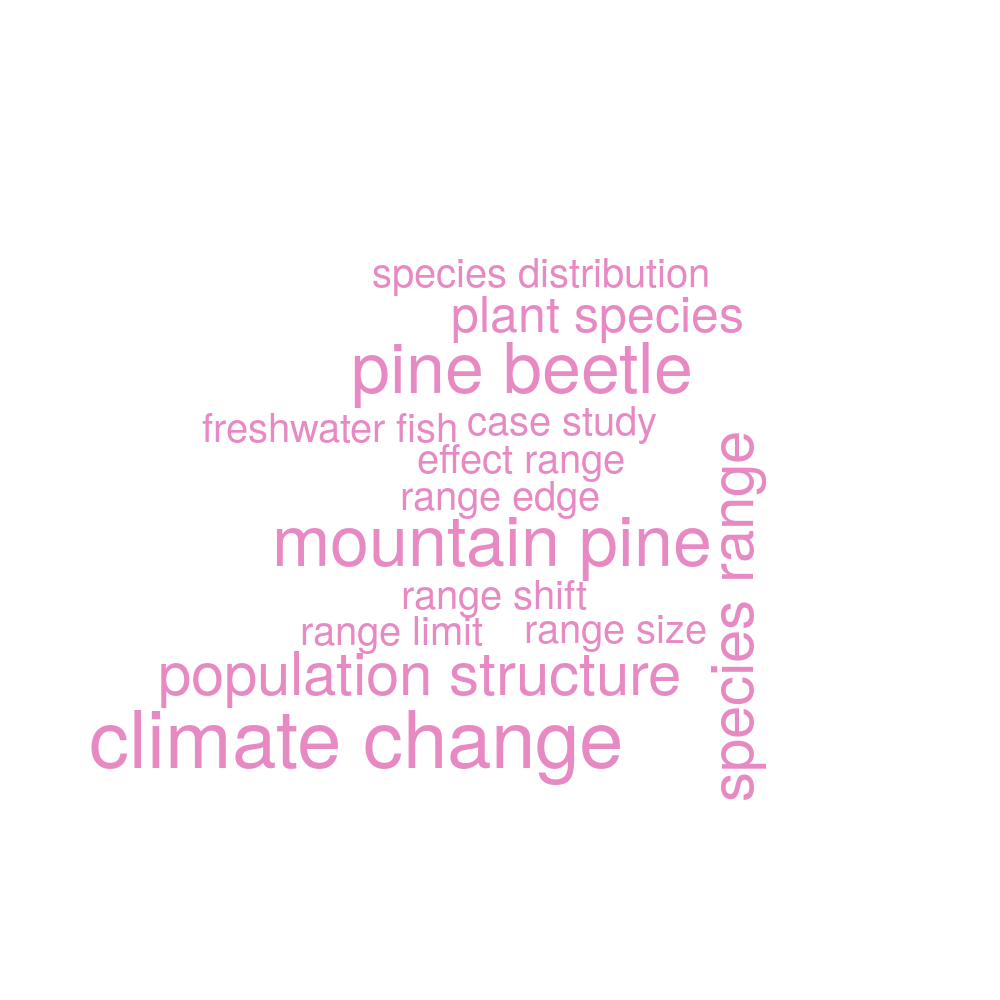 species distribution
plant species
pine beetle
freshwater fish
case study
effect range
range edge
mountain pine
range shift
range limit
range size
population structure
climate change
species range